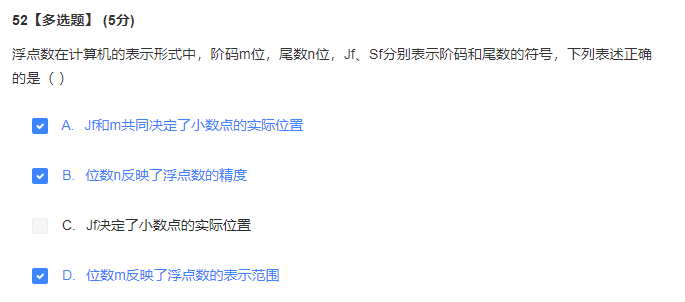 52【多选题】 (5分)
浮点数在计算机的表示形式中，阶码m位，尾数n位，Jf、Sf分别表示阶码和尾数的符号，下列表述正确
的是（ ）
A. Jf和m共同决定了小数点的实际位置
B. 位数n反映了浮点数的精度
C. Jf决定了小数点的实际位置
D. 位数m反映了浮点数的表示范围